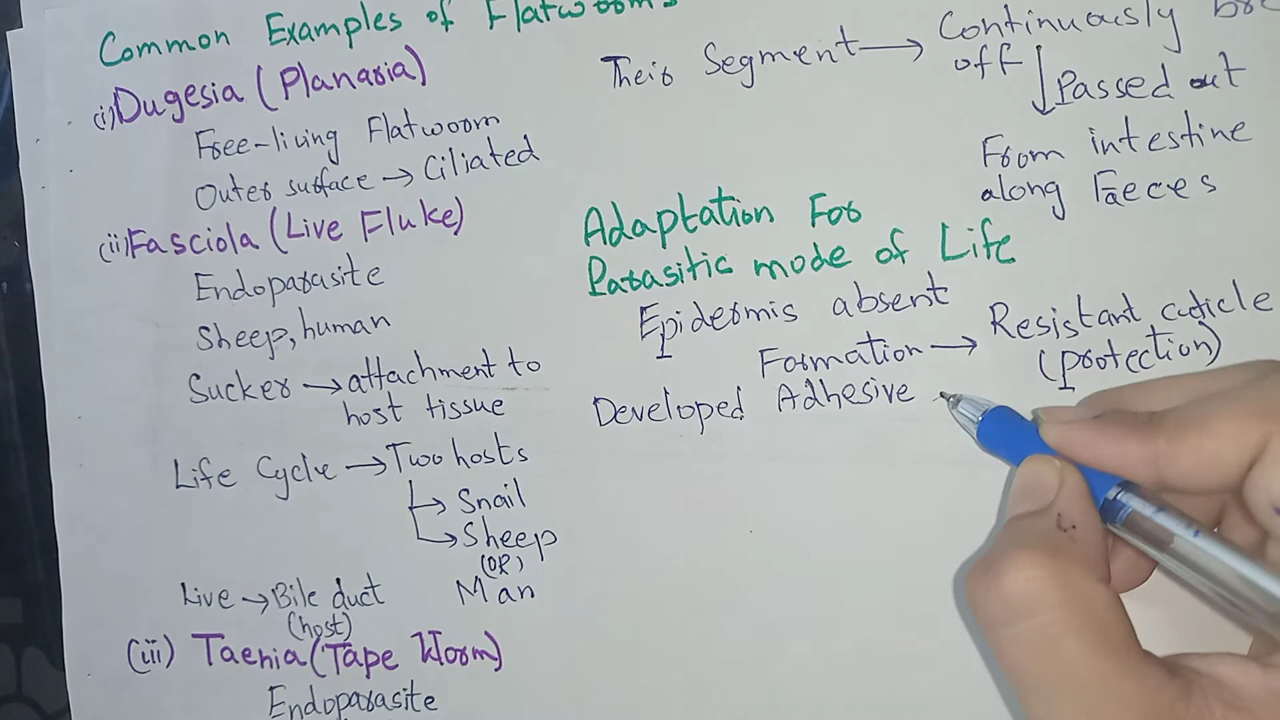 Common Examples of Flatworms
(i) Dugesia (Planaria)
Free-living Flatworm
Outer surface → Ciliated
(ii) Fasciola (Live Fluke)
Endoparasite
Sheep, human
Sucker → attachment to
host tissue
Life Cycle → Two hosts
→ Snail
→ Sheep
(OR)
Man
Live → Bile duct
(host)
(iii) Taenia (Tape Worm)
Endoparasite
Their Segment → Continuously
off
Passed out
From intestine
along Faeces
Adaptation For
Parasitic mode of Life
Epidermis absent
Formation → Resistant cuticle
(protection)
Developed Adhesive